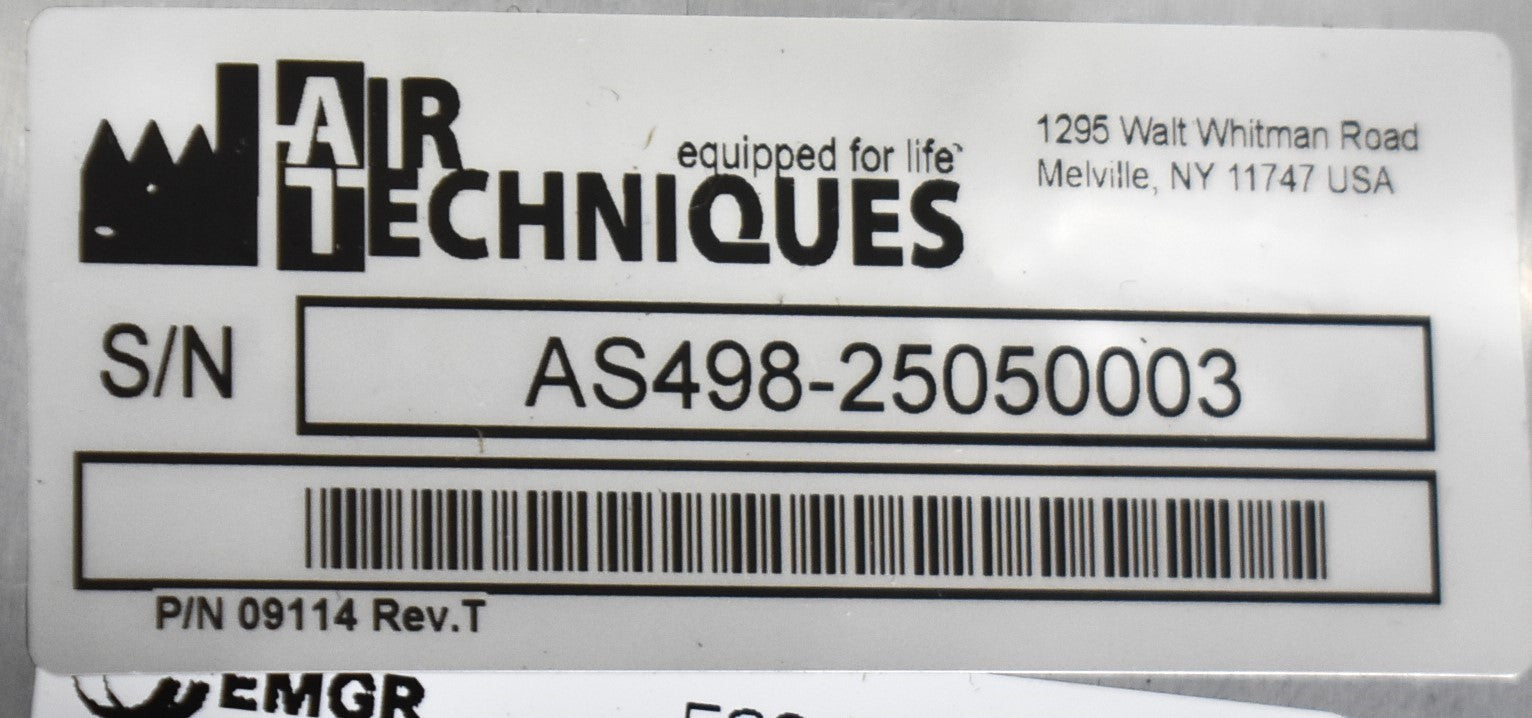 AIR
TECHNIQUES
equipped for life
1295 Walt Whitman Road
Melville, NY 11747 USA
S/N
AS498-25050003
P/N 09114 Rev.T
EMGR